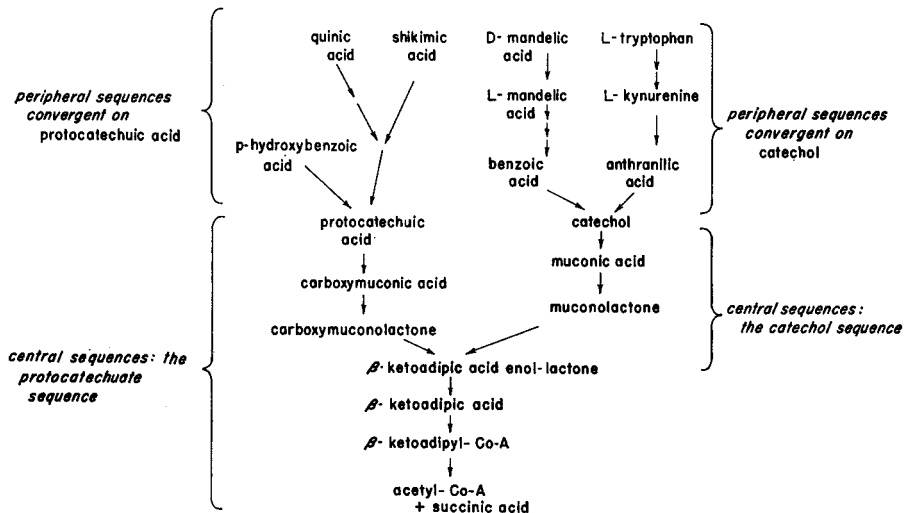 quinic acid
shikimic acid
D-mandelic acid
L-tryptophan
peripheral sequences
convergent on
protocatechuic acid
L-mandelic acid
L-kynurenine
peripheral sequences
convergent on
catechol
p-hydroxybenzoic acid
benzoic acid
anthranilic acid
protocatechuic acid
catechol
carboxymuconic acid
muconic acid
carboxymuconolactone
muconolactone
central sequences:
the catechol sequence
central sequences: the
protocatechuate
sequence
β-ketoadipic acid enol-lactone
β-ketoadipic acid
β-ketoadipyl-Co-A
acetyl-Co-A
+ succinic acid